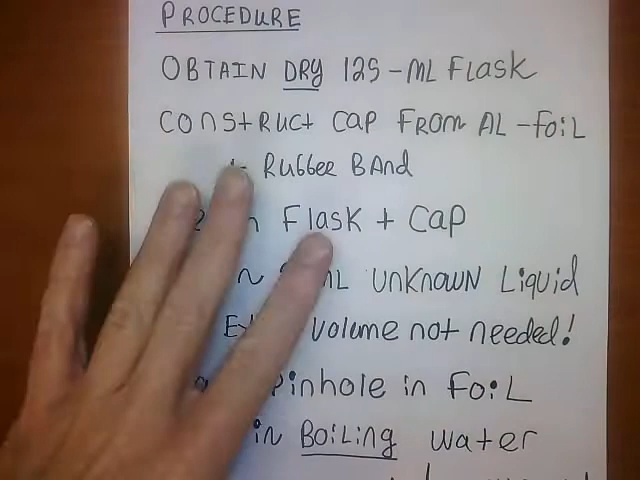 PROCEDURE
OBTAIN DRY 125-mL FlasK
ConstRuct cap FRom AL-FoiL
+ RubbeR BAnd
FlasK + Cap
mL UnKnowN Liquid
volume not needed!
Pinhole in FoiL
in BoiLing water